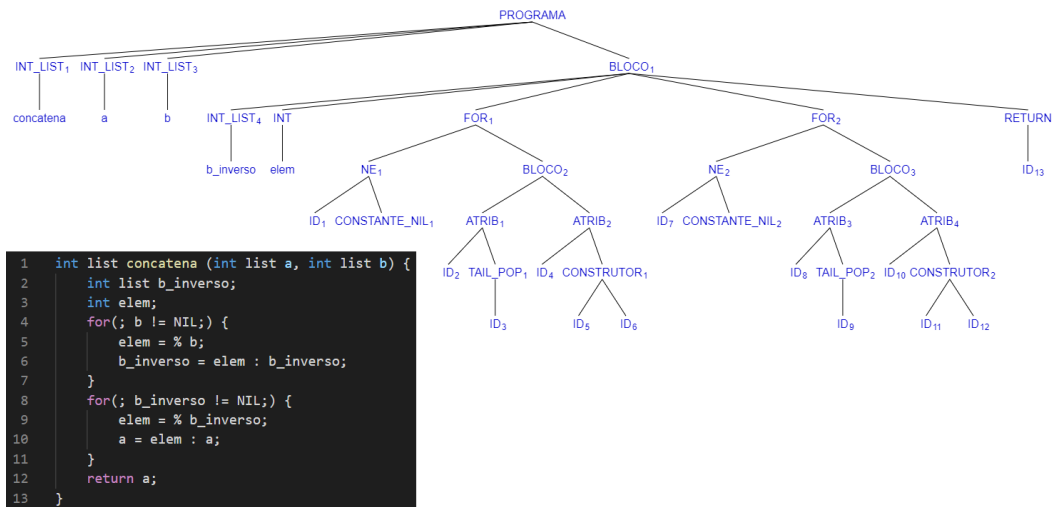 PROGRAMA
INT_LIST₁ INT_LIST₂ INT_LIST₃ BLOCO₁
concatena a b INT_LIST₄ INT FOR₁ FOR₂ RETURN
b_inverso elem NE₁ BLOCO₂ NE₂ BLOCO₃ ID₁₃
ID₁ CONSTANTE_NIL₁ ATRIB₁ ATRIB₂ ID₇ CONSTANTE_NIL₂ ATRIB₃ ATRIB₄
ID₂ TAIL_POP₁ ID₄ CONSTRUTOR₁ ID₈ TAIL_POP₂ ID₁₀ CONSTRUTOR₂
ID₃ ID₅ ID₆ ID₉ ID₁₁ ID₁₂
1 int list concatena (int list a, int list b) {
2     int list b_inverso;
3     int elem;
4     for(; b != NIL;) {
5         elem = % b;
6         b_inverso = elem : b_inverso;
7     }
8     for(; b_inverso != NIL;) {
9         elem = % b_inverso;
10         a = elem : a;
11     }
12     return a;
13 }